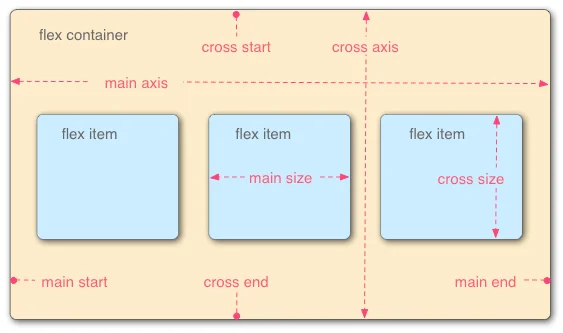 flex container
cross start
cross axis
main axis
flex item
flex item
flex item
main size
cross size
main start
cross end
main end